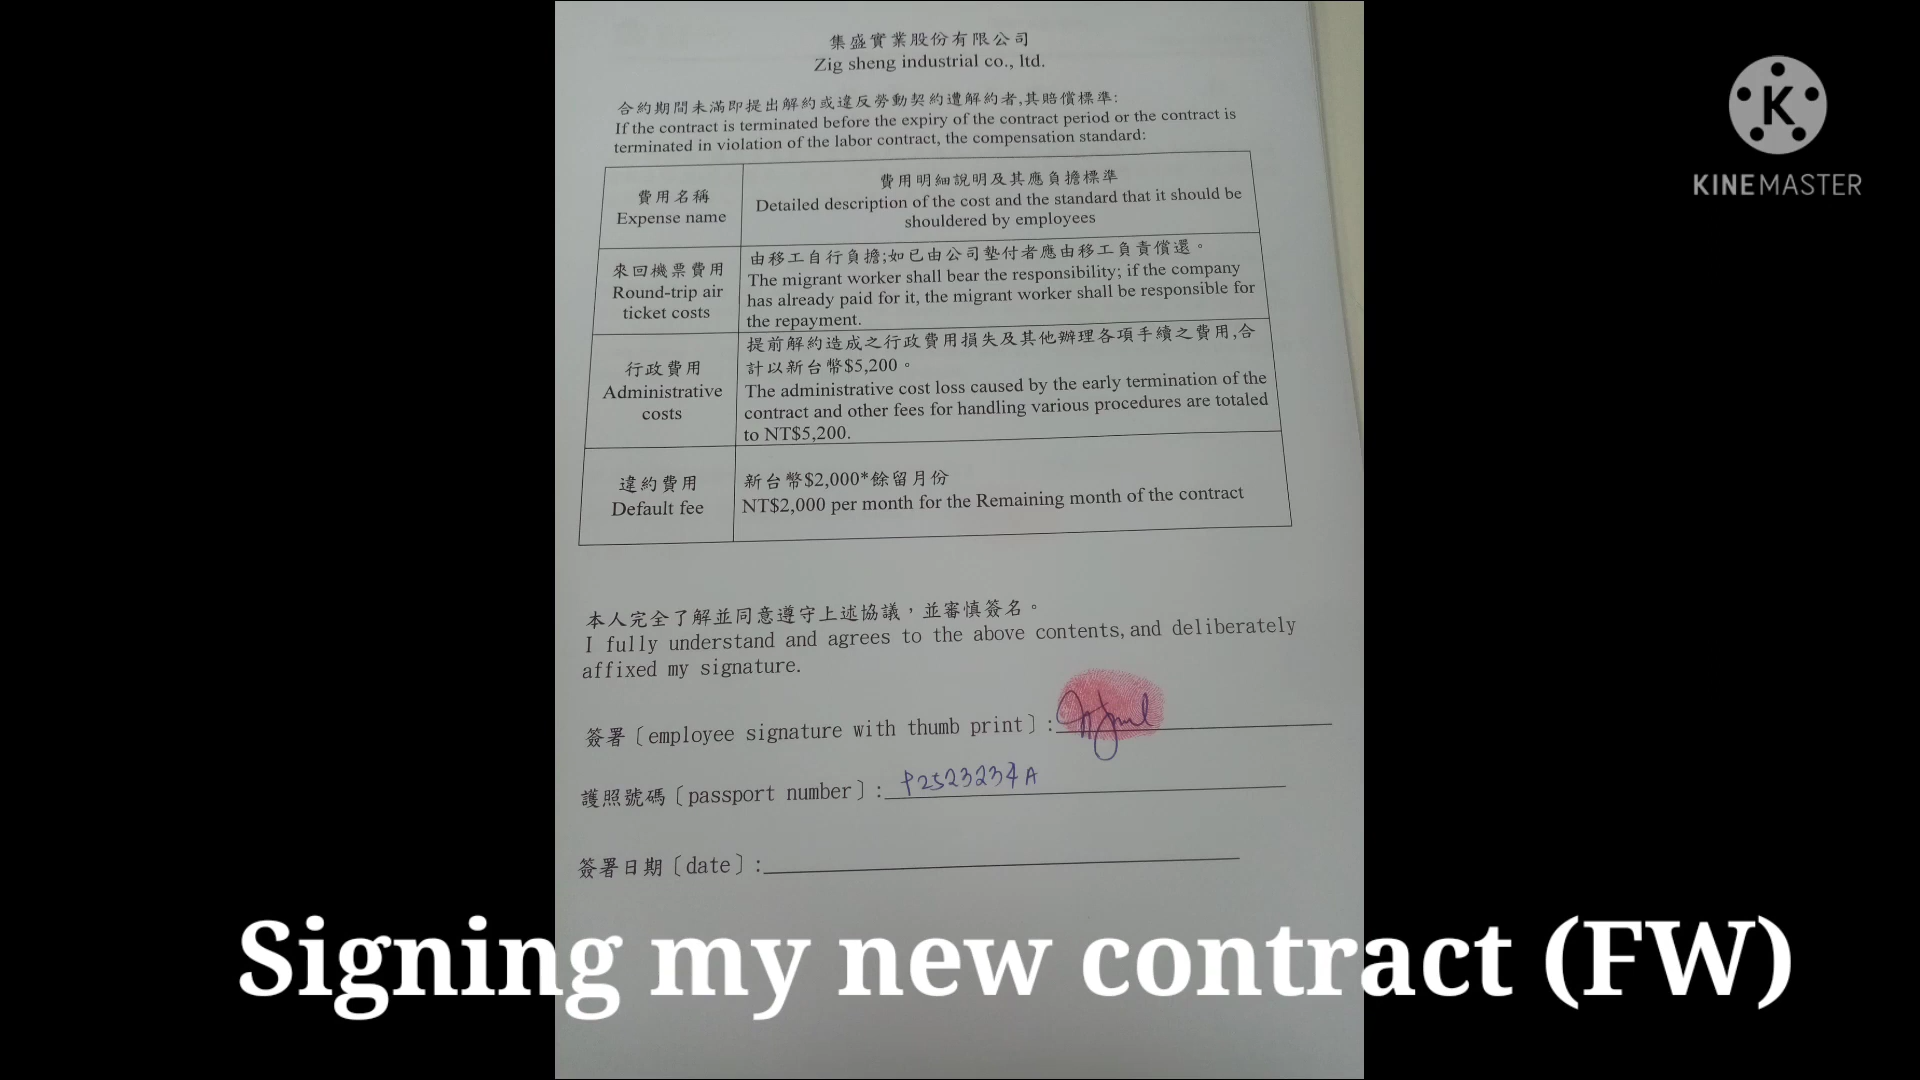 集盛實業股份有限公司
Zig sheng industrial co., ltd.
合約期間未滿即提出解約或違反勞動契約遭解約者,其賠償標準:
If the contract is terminated before the expiry of the contract period or the contract is
terminated in violation of the labor contract, the compensation standard:
費用名稱
Expense name
費用明細說明及其應負擔標準
Detailed description of the cost and the standard that it should be
shouldered by employees
來回機票費用
Round-trip air
ticket costs
由移工自行負擔;如已由公司墊付者應由移工負責償還。
The migrant worker shall bear the responsibility; if the company
has already paid for it, the migrant worker shall be responsible for
the repayment.
行政費用
Administrative
costs
提前解約造成之行政費用損失及其他辦理各項手續之費用,合
計以新台幣$5,200。
The administrative cost loss caused by the early termination of the
contract and other fees for handling various procedures are totaled
to NT$5,200.
違約費用
Default fee
新台幣$2,000*餘留月份
NT$2,000 per month for the Remaining month of the contract
本人完全了解並同意遵守上述協議，並審慎簽名。
I fully understand and agrees to the above contents,and deliberately
affixed my signature.
簽署〔employee signature with thumb print〕:
護照號碼〔passport number〕: P2523234A
簽署日期〔date〕:
Signing my new contract (FW)
K
KINEMASTER